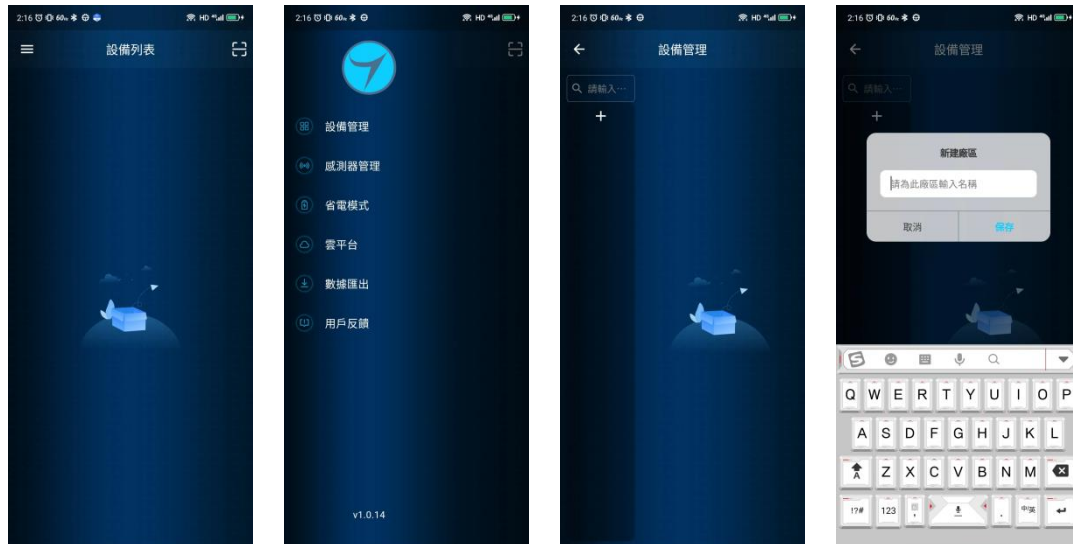 2:16 HD
設備列表
2:16 HD
設備管理
感測器管理
省電模式
雲平台
數據匯出
用戶反饋
v1.0.14
2:16 HD
設備管理
請輸入…
2:16 HD
設備管理
請輸入…
新建廠區
請為此廠區輸入名稱
取消 保存
Q W E R T Y U I O P
A S D F G H J K L
A Z X C V B N M
!?# 123 , . 中/英